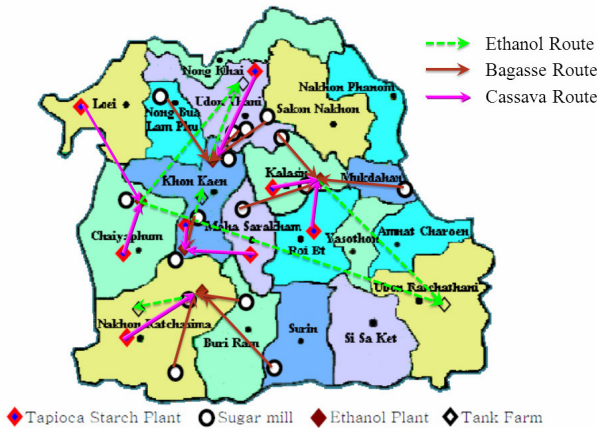 Ethanol Route
Bagasse Route
Cassava Route
Nong Khai
Loei
Udon Thani
Nakhon Phanom
Nong Bua
Lam Phu
Sakon Nakhon
Khon Kaen
Kalasin
Mukdahan
Chaiyaphum
Maha Sarakham
Roi Et
Yasothon
Amnat Charoen
Ubon Ratchathani
Nakhon Ratchasima
Buri Ram
Surin
Si Sa Ket
Tapioca Starch Plant
Sugar mill
Ethanol Plant
Tank Farm